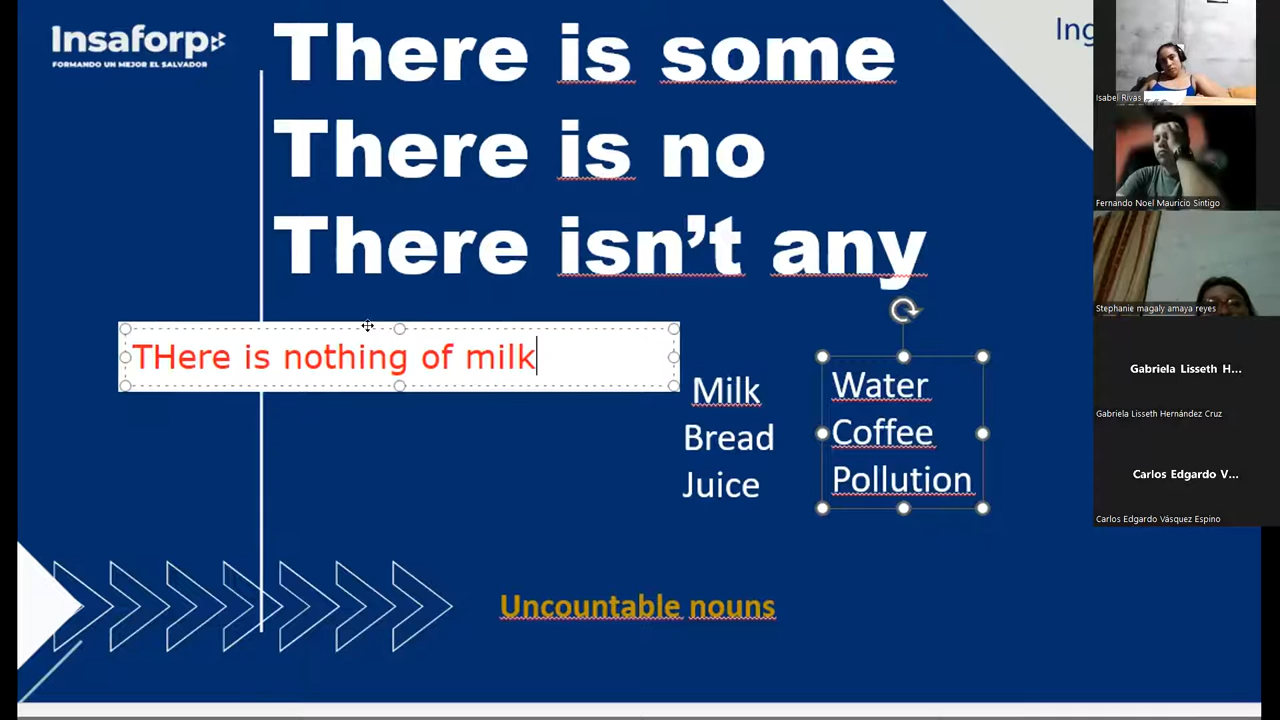 Insaforp
FORMANDO UN MEJOR EL SALVADOR
There is some
There is no
There isn't any
THere is nothing of milk
Milk
Bread
Juice
Water
Coffee
Pollution
Uncountable nouns
Ing
Isabel Rivas
Fernando Noel Mauricio Sintigo
Stephanie magaly amaya reyes
Gabriela Lisseth H...
Gabriela Lisseth Hernández Cruz
Carlos Edgardo V...
Carlos Edgardo Vásquez Espino